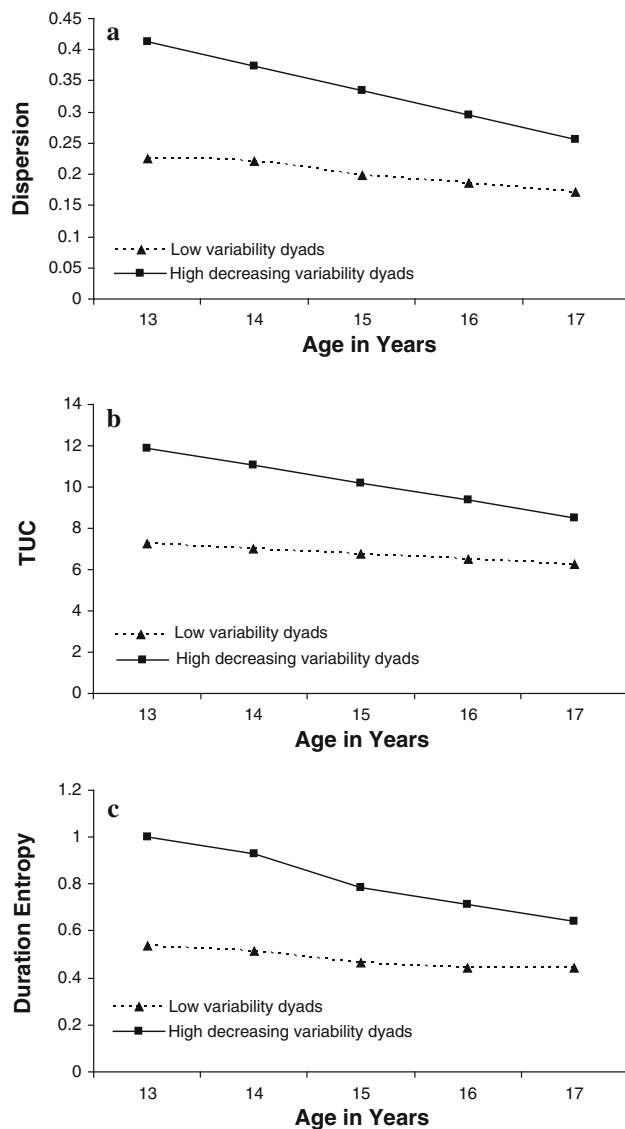 a
0.45
0.4
0.35
0.3
0.25
0.2
0.15
0.1
0.05
0
Dispersion
Low variability dyads
High decreasing variability dyads
13 14 15 16 17
Age in Years
b
14
12
10
8
6
4
2
0
TUC
Low variability dyads
High decreasing variability dyads
13 14 15 16 17
Age in Years
c
1.2
1
0.8
0.6
0.4
0.2
0
Duration Entropy
Low variability dyads
High decreasing variability dyads
13 14 15 16 17
Age in Years